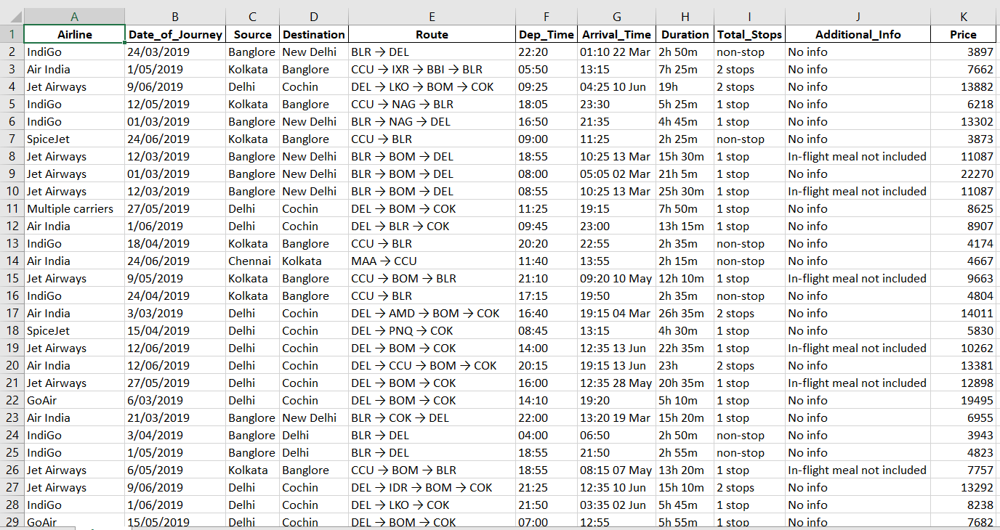 A B C D E F G H I J K
1 Airline Date_of_Journey Source Destination Route Dep_Time Arrival_Time Duration Total_Stops Additional_Info Price
2 IndiGo 24/03/2019 Banglore New Delhi BLR → DEL 22:20 01:10 22 Mar 2h 50m non-stop No info 3897
3 Air India 1/05/2019 Kolkata Banglore CCU → IXR → BBI → BLR 05:50 13:15 7h 25m 2 stops No info 7662
4 Jet Airways 9/06/2019 Delhi Cochin DEL → LKO → BOM → COK 09:25 04:25 10 Jun 19h 2 stops No info 13882
5 IndiGo 12/05/2019 Kolkata Banglore CCU → NAG → BLR 18:05 23:30 5h 25m 1 stop No info 6218
6 IndiGo 01/03/2019 Banglore New Delhi BLR → NAG → DEL 16:50 21:35 4h 45m 1 stop No info 13302
7 SpiceJet 24/06/2019 Kolkata Banglore CCU → BLR 09:00 11:25 2h 25m non-stop No info 3873
8 Jet Airways 12/03/2019 Banglore New Delhi BLR → BOM → DEL 18:55 10:25 13 Mar 15h 30m 1 stop In-flight meal not included 11087
9 Jet Airways 01/03/2019 Banglore New Delhi BLR → BOM → DEL 08:00 05:05 02 Mar 21h 5m 1 stop No info 22270
10 Jet Airways 12/03/2019 Banglore New Delhi BLR → BOM → DEL 08:55 10:25 13 Mar 25h 30m 1 stop In-flight meal not included 11087
11 Multiple carriers 27/05/2019 Delhi Cochin DEL → BOM → COK 11:25 19:15 7h 50m 1 stop No info 8625
12 Air India 1/06/2019 Delhi Cochin DEL → BLR → COK 09:45 23:00 13h 15m 1 stop No info 8907
13 IndiGo 18/04/2019 Kolkata Banglore CCU → BLR 20:20 22:55 2h 35m non-stop No info 4174
14 Air India 24/06/2019 Chennai Kolkata MAA → CCU 11:40 13:55 2h 15m non-stop No info 4667
15 Jet Airways 9/05/2019 Kolkata Banglore CCU → BOM → BLR 21:10 09:20 10 May 12h 10m 1 stop In-flight meal not included 9663
16 IndiGo 24/04/2019 Kolkata Banglore CCU → BLR 17:15 19:50 2h 35m non-stop No info 4804
17 Air India 3/03/2019 Delhi Cochin DEL → AMD → BOM → COK 16:40 19:15 04 Mar 26h 35m 2 stops No info 14011
18 SpiceJet 15/04/2019 Delhi Cochin DEL → PNQ → COK 08:45 13:15 4h 30m 1 stop No info 5830
19 Jet Airways 12/06/2019 Delhi Cochin DEL → BOM → COK 14:00 12:35 13 Jun 22h 35m 1 stop In-flight meal not included 10262
20 Air India 12/06/2019 Delhi Cochin DEL → CCU → BOM → COK 20:15 19:15 13 Jun 23h 2 stops No info 13381
21 Jet Airways 27/05/2019 Delhi Cochin DEL → BOM → COK 16:00 12:35 28 May 20h 35m 1 stop In-flight meal not included 12898
22 GoAir 6/03/2019 Delhi Cochin DEL → BOM → COK 14:10 19:20 5h 10m 1 stop No info 19495
23 Air India 21/03/2019 Banglore New Delhi BLR → COK → DEL 22:00 13:20 19 Mar 15h 20m 1 stop No info 6955
24 IndiGo 3/04/2019 Banglore Delhi BLR → DEL 04:00 06:50 2h 50m non-stop No info 3943
25 IndiGo 1/05/2019 Banglore Delhi BLR → DEL 18:55 21:50 2h 55m non-stop No info 4823
26 Jet Airways 6/05/2019 Kolkata Banglore CCU → BOM → BLR 18:55 08:15 07 May 13h 20m 1 stop In-flight meal not included 7757
27 Jet Airways 9/06/2019 Delhi Cochin DEL → IDR → BOM → COK 21:25 12:35 10 Jun 15h 10m 2 stops No info 13292
28 IndiGo 1/06/2019 Delhi Cochin DEL → LKO → COK 21:50 03:35 02 Jun 5h 45m 1 stop No info 8238
29 GoAir 15/05/2019 Delhi Cochin DEL → BOM → COK 07:00 12:55 5h 55m 1 stop No info 7682